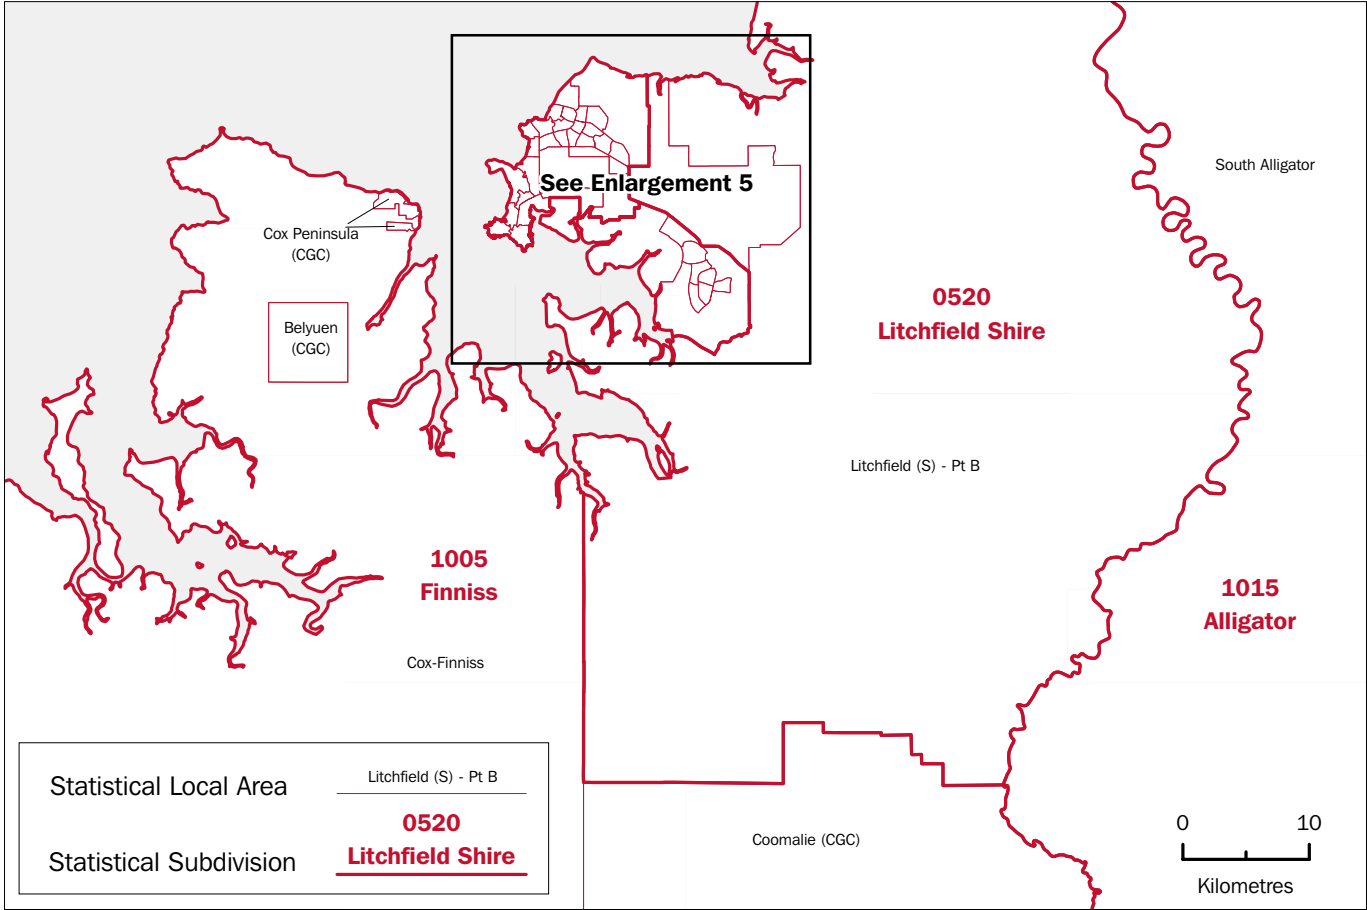 South Alligator
See Enlargement 5
Cox Peninsula
(CGC)
0520
Litchfield Shire
Belyuen
(CGC)
Litchfield (S) - Pt B
1005
Finniss
1015
Alligator
Cox-Finniss
Statistical Local Area
Litchfield (S) - Pt B
0520
Litchfield Shire
Statistical Subdivision
Coomalie (CGC)
0 10
Kilometres